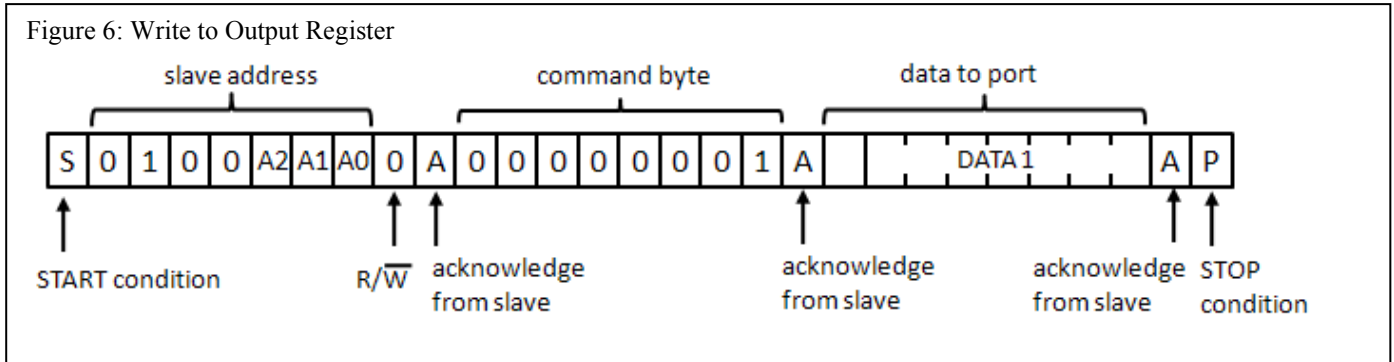 Figure 6: Write to Output Register
slave address command byte data to port
S 0 1 0 0 A2 A1 A0 0 A 0 0 0 0 0 0 0 1 A DATA 1 A P
START condition R/W̅ acknowledge from slave acknowledge from slave acknowledge from slave STOP condition